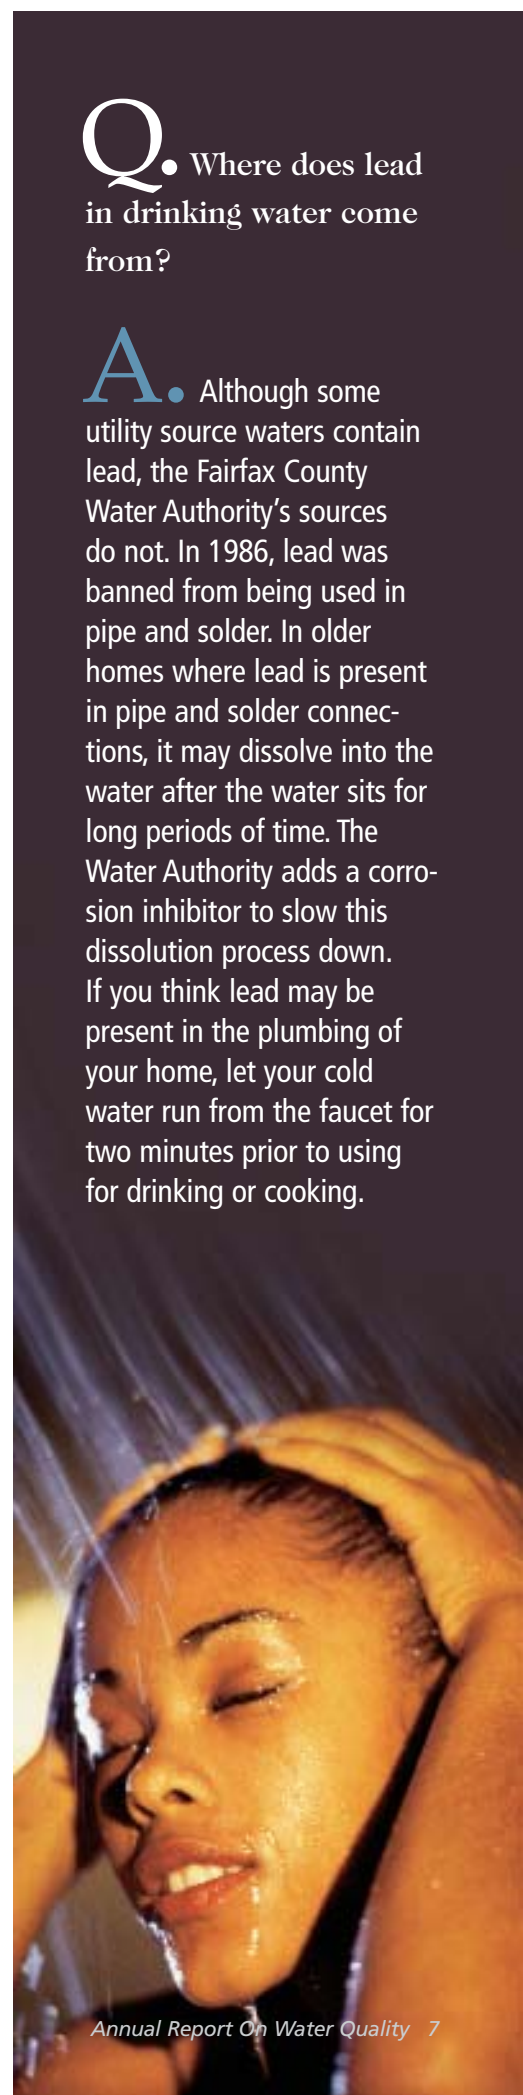 Q. Where does lead
in drinking water come
from?
A. Although some
utility source waters contain
lead, the Fairfax County
Water Authority's sources
do not. In 1986, lead was
banned from being used in
pipe and solder. In older
homes where lead is present
in pipe and solder connec-
tions, it may dissolve into the
water after the water sits for
long periods of time. The
Water Authority adds a corro-
sion inhibitor to slow this
dissolution process down.
If you think lead may be
present in the plumbing of
your home, let your cold
water run from the faucet for
two minutes prior to using
for drinking or cooking.
Annual Report On Water Quality 7